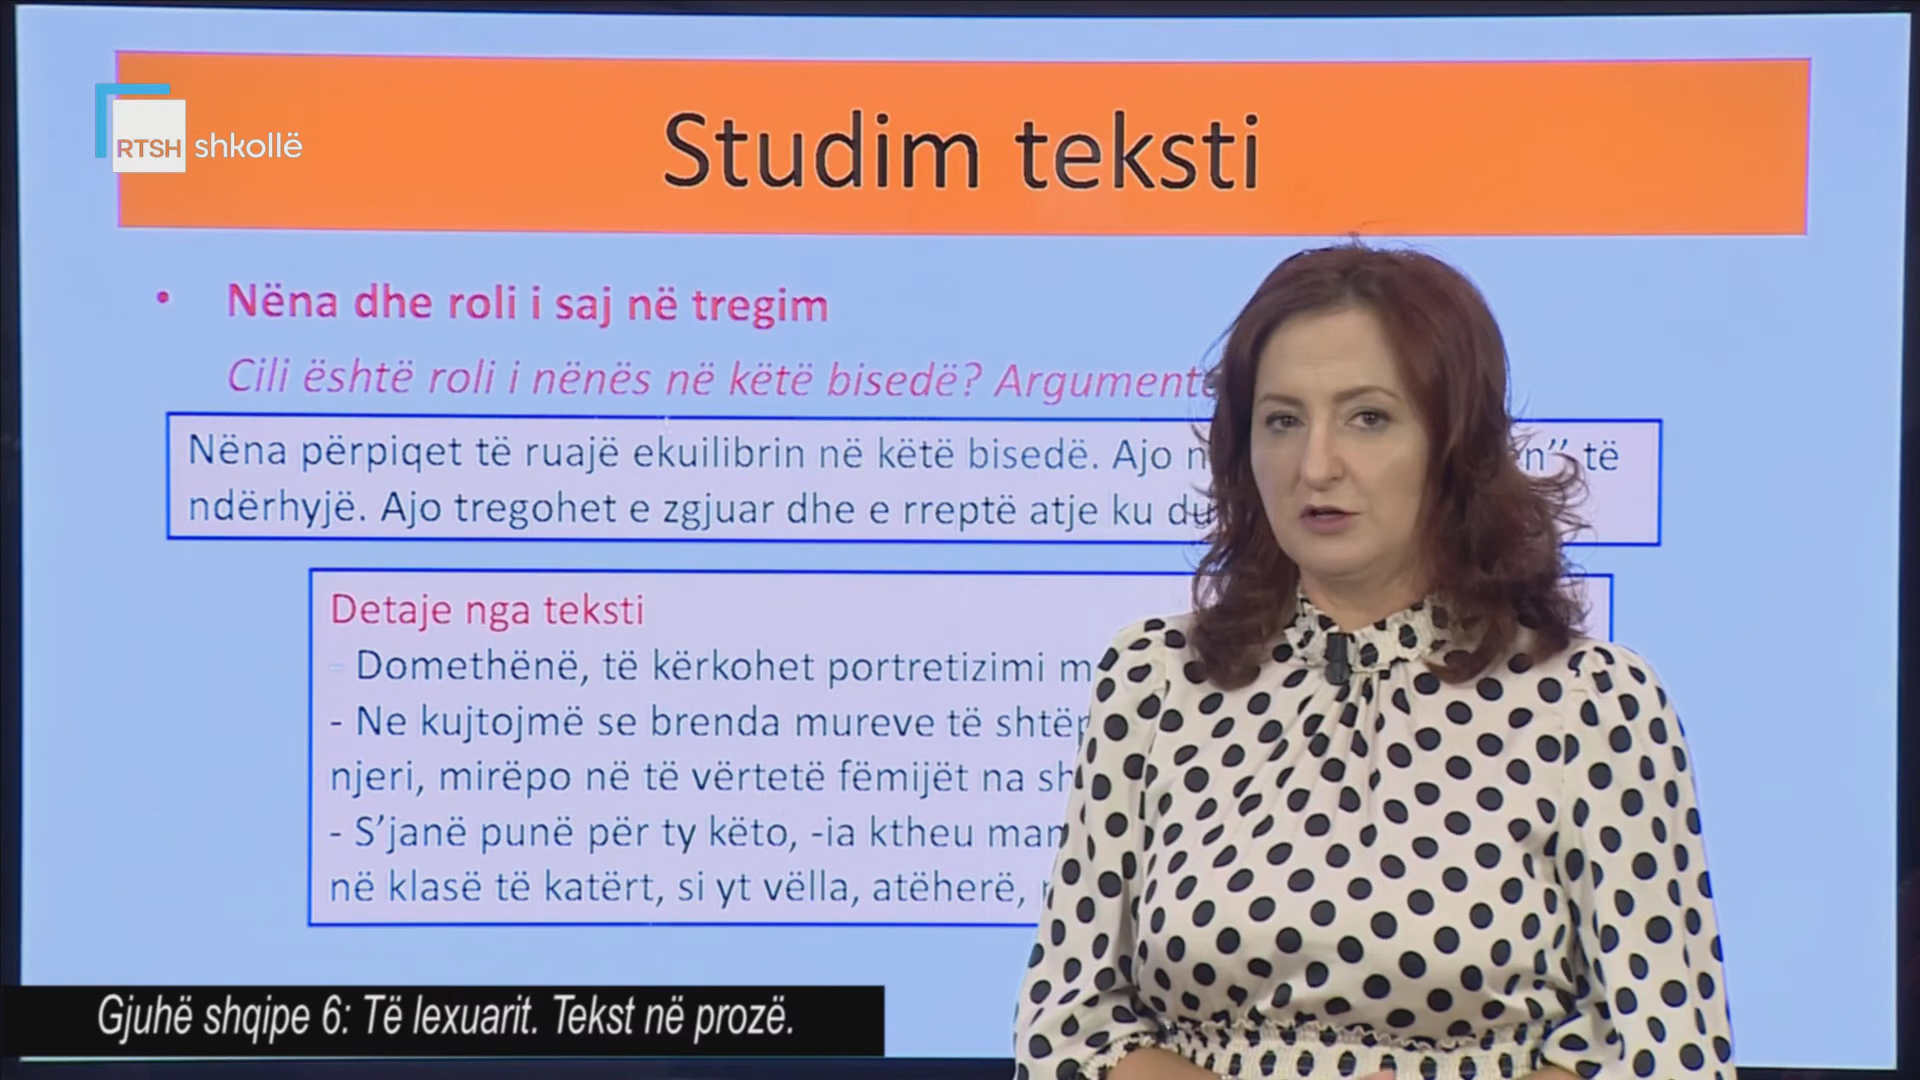 Studim teksti
RTSH shkollë
• Nëna dhe roli i saj në tregim
Cili është roli i nënës në këtë bisedë?
Nëna përpiqet të ruajë ekuilibrin në këtë bisedë. Ajo të
ndërhyjë. Ajo tregohet e zgjuar dhe e rreptë atje ku
Detaje nga teksti
- Domethënë, të kërkohet portretizimi
- Ne kujtojmë se brenda mureve të
njeri, mirëpo në të vërtetë fëmijët na
- S’janë punë për ty këto, -ia ktheu
në klasë të katërt, si yt vëlla, atëherë,
Gjuhë shqipe 6: Të lexuarit. Tekst në prozë.